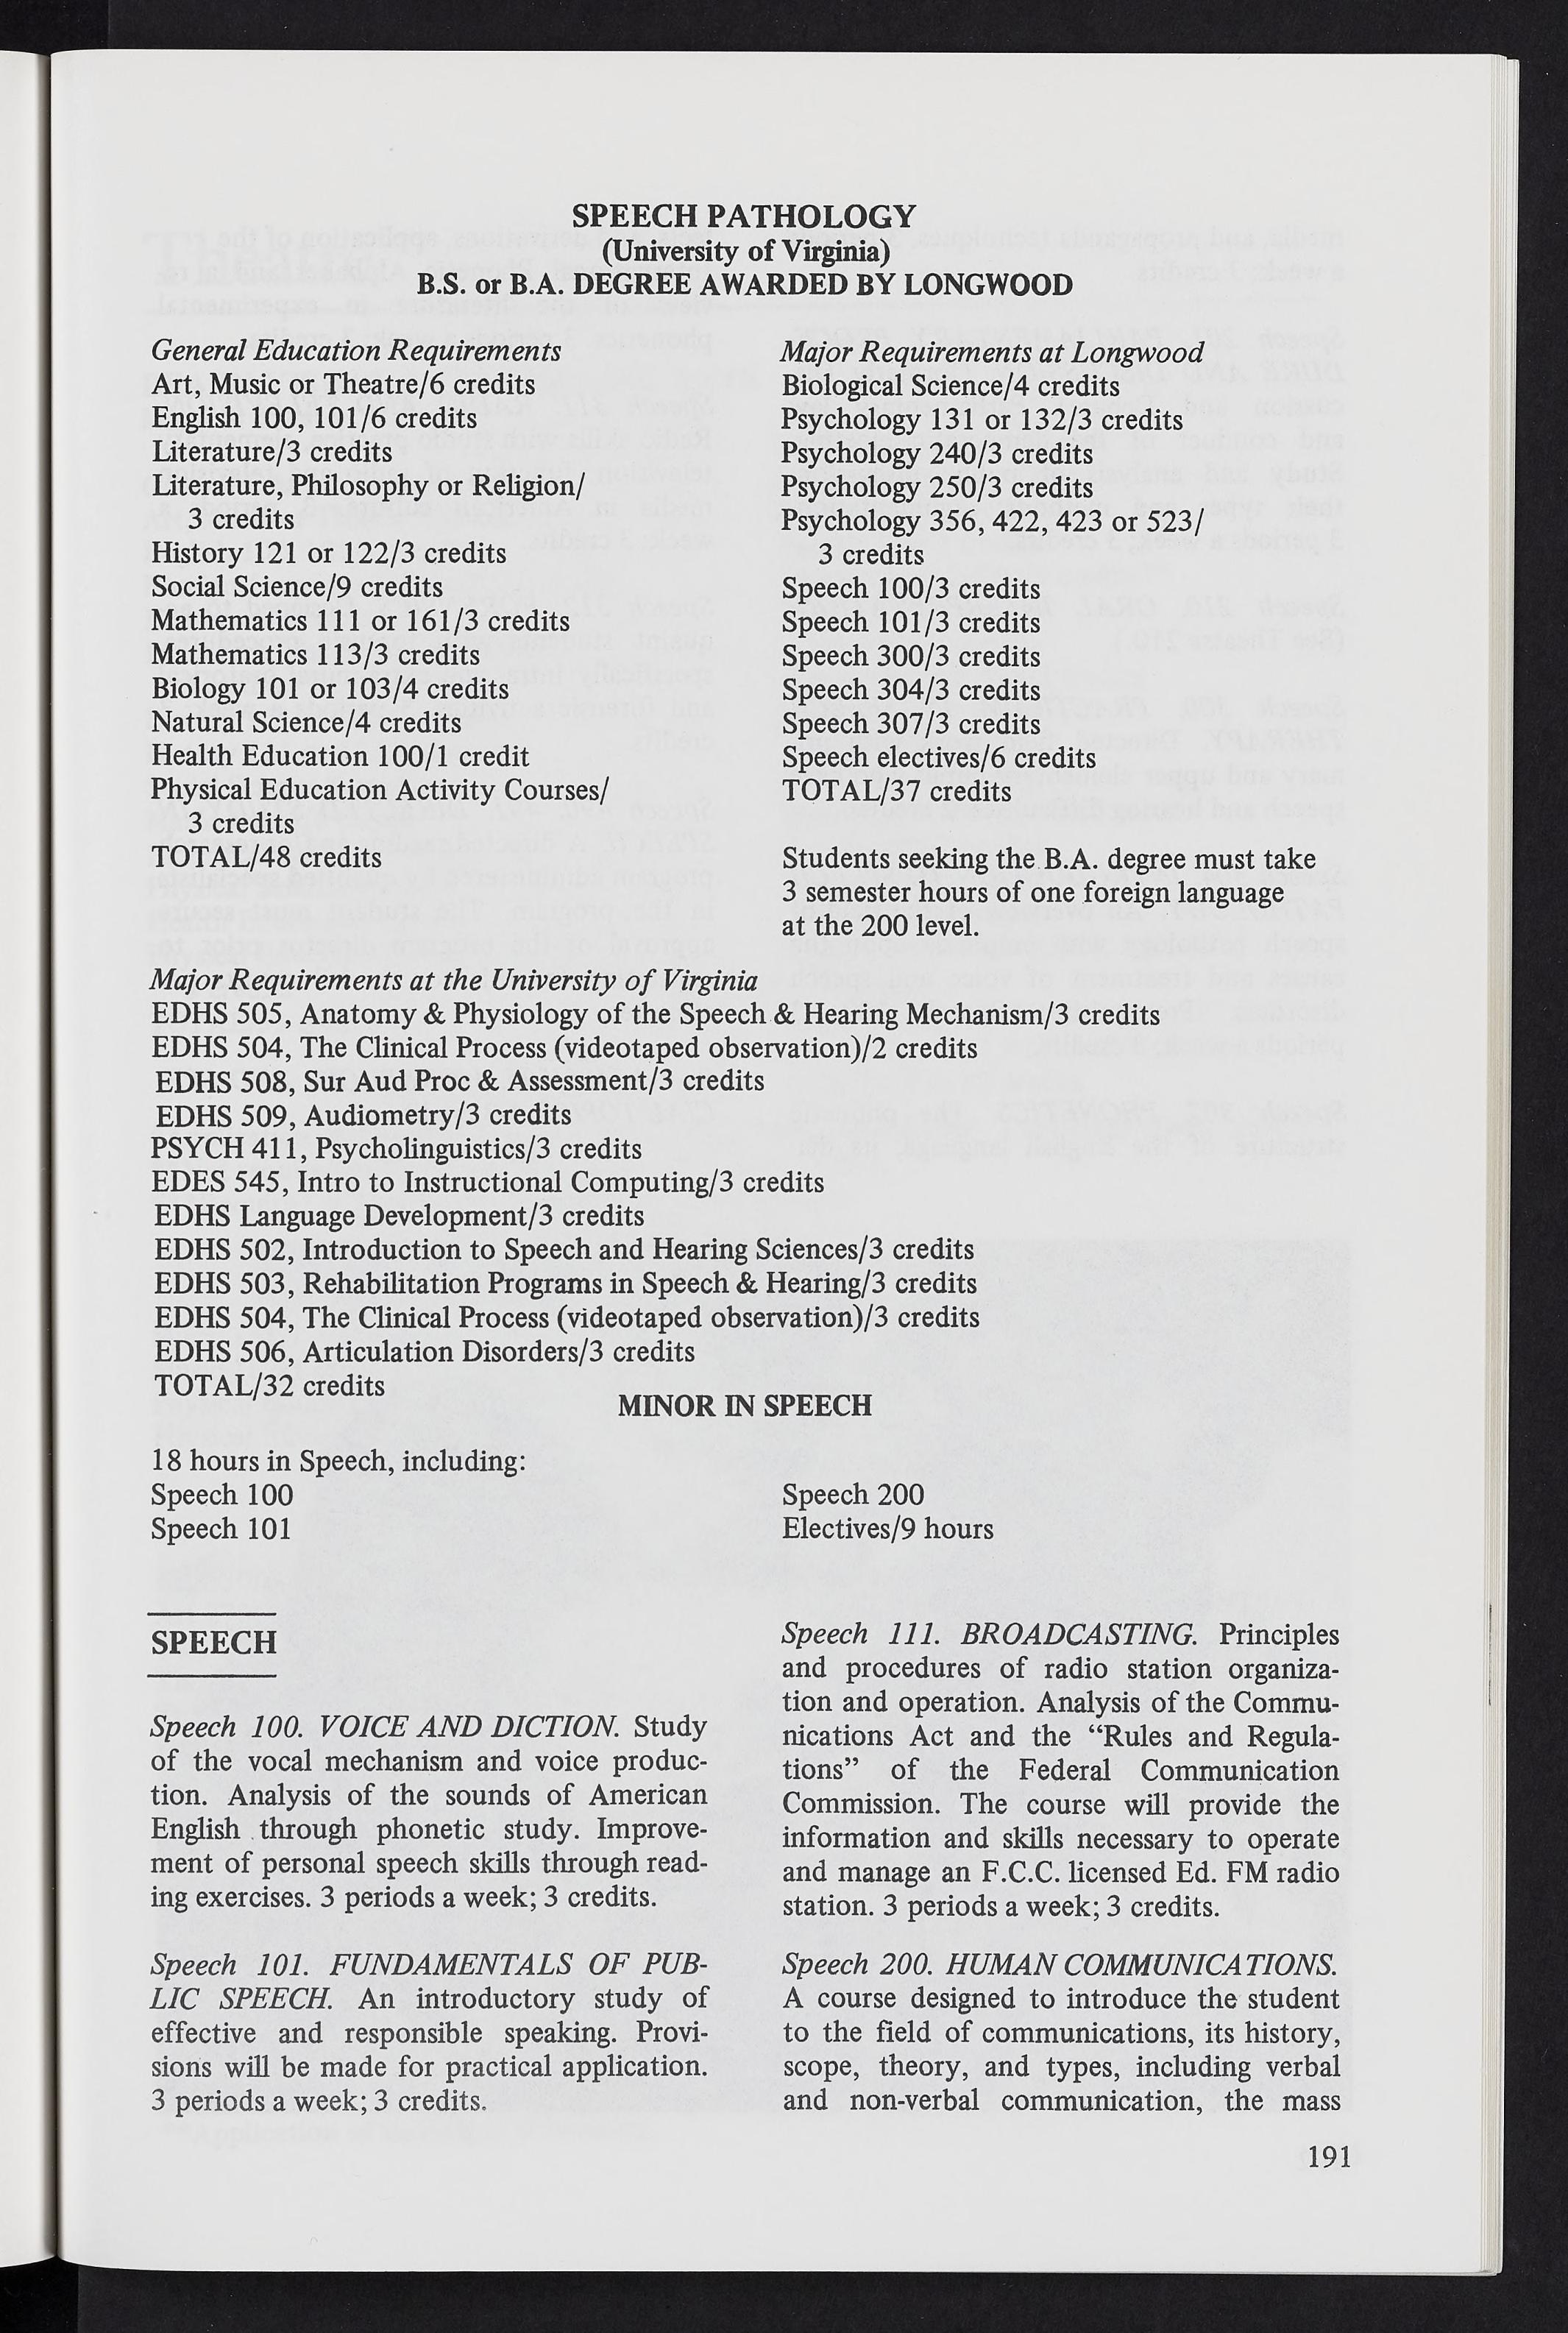 SPEECH PATHOLOGY
(University of Virginia)
B.S. or B.A. DEGREE AWARDED BY LONGWOOD
General Education Requirements
Art, Music or Theatre/6 credits
English 100, 101/6 credits
Literature/3 credits
Literature, Philosophy or Religion/
3 credits
History 121 or 122/3 credits
Social Science/9 credits
Mathematics 111 or 161/3 credits
Mathematics 113/3 credits
Biology 101 or 103/4 credits
Natural Science/4 credits
Health Education 100/1 credit
Physical Education Activity Courses/
3 credits
TOTAL/48 credits
Major Requirements at Longwood
Biological Science/4 credits
Psychology 131 or 132/3 credits
Psychology 240/3 credits
Psychology 250/3 credits
Psychology 356, 422, 423 or 523/
3 credits
Speech 100/3 credits
Speech 101/3 credits
Speech 300/3 credits
Speech 304/3 credits
Speech 307/3 credits
Speech electives/6 credits
TOTAL/37 credits
Students seeking the B.A. degree must take
3 semester hours of one foreign language
at the 200 level.
Major Requirements at the University of Virginia
EDHS 505, Anatomy & Physiology of the Speech & Hearing Mechanism/3 credits
EDHS 504, The Clinical Process (videotaped observation)/2 credits
EDHS 508, Sur Aud Proc & Assessment/3 credits
EDHS 509, Audiometry/3 credits
PSYCH 411, Psycholinguistics/3 credits
EDES 545, Intro to Instructional Computing/3 credits
EDHS Language Development/3 credits
EDHS 502, Introduction to Speech and Hearing Sciences/3 credits
EDHS 503, Rehabilitation Programs in Speech & Hearing/3 credits
EDHS 504, The Clinical Process (videotaped observation)/3 credits
EDHS 506, Articulation Disorders/3 credits
TOTAL/32 credits
MINOR IN SPEECH
18 hours in Speech, including:
Speech 100
Speech 101
Speech 200
Electives/9 hours
SPEECH
Speech 100. VOICE AND DICTION. Study
of the vocal mechanism and voice produc-
tion. Analysis of the sounds of American
English through phonetic study. Improve-
ment of personal speech skills through read-
ing exercises. 3 periods a week; 3 credits.
Speech 101. FUNDAMENTALS OF PUB-
LIC SPEECH. An introductory study of
effective and responsible speaking. Provi-
sions will be made for practical application.
3 periods a week; 3 credits.
Speech 111. BROADCASTING. Principles
and procedures of radio station organiza-
tion and operation. Analysis of the Commu-
nications Act and the “Rules and Regula-
tions” of the Federal Communication
Commission. The course will provide the
information and skills necessary to operate
and manage an F.C.C. licensed Ed. FM radio
station. 3 periods a week; 3 credits.
Speech 200. HUMAN COMMUNICATIONS.
A course designed to introduce the student
to the field of communications, its history,
scope, theory, and types, including verbal
and non-verbal communication, the mass
191